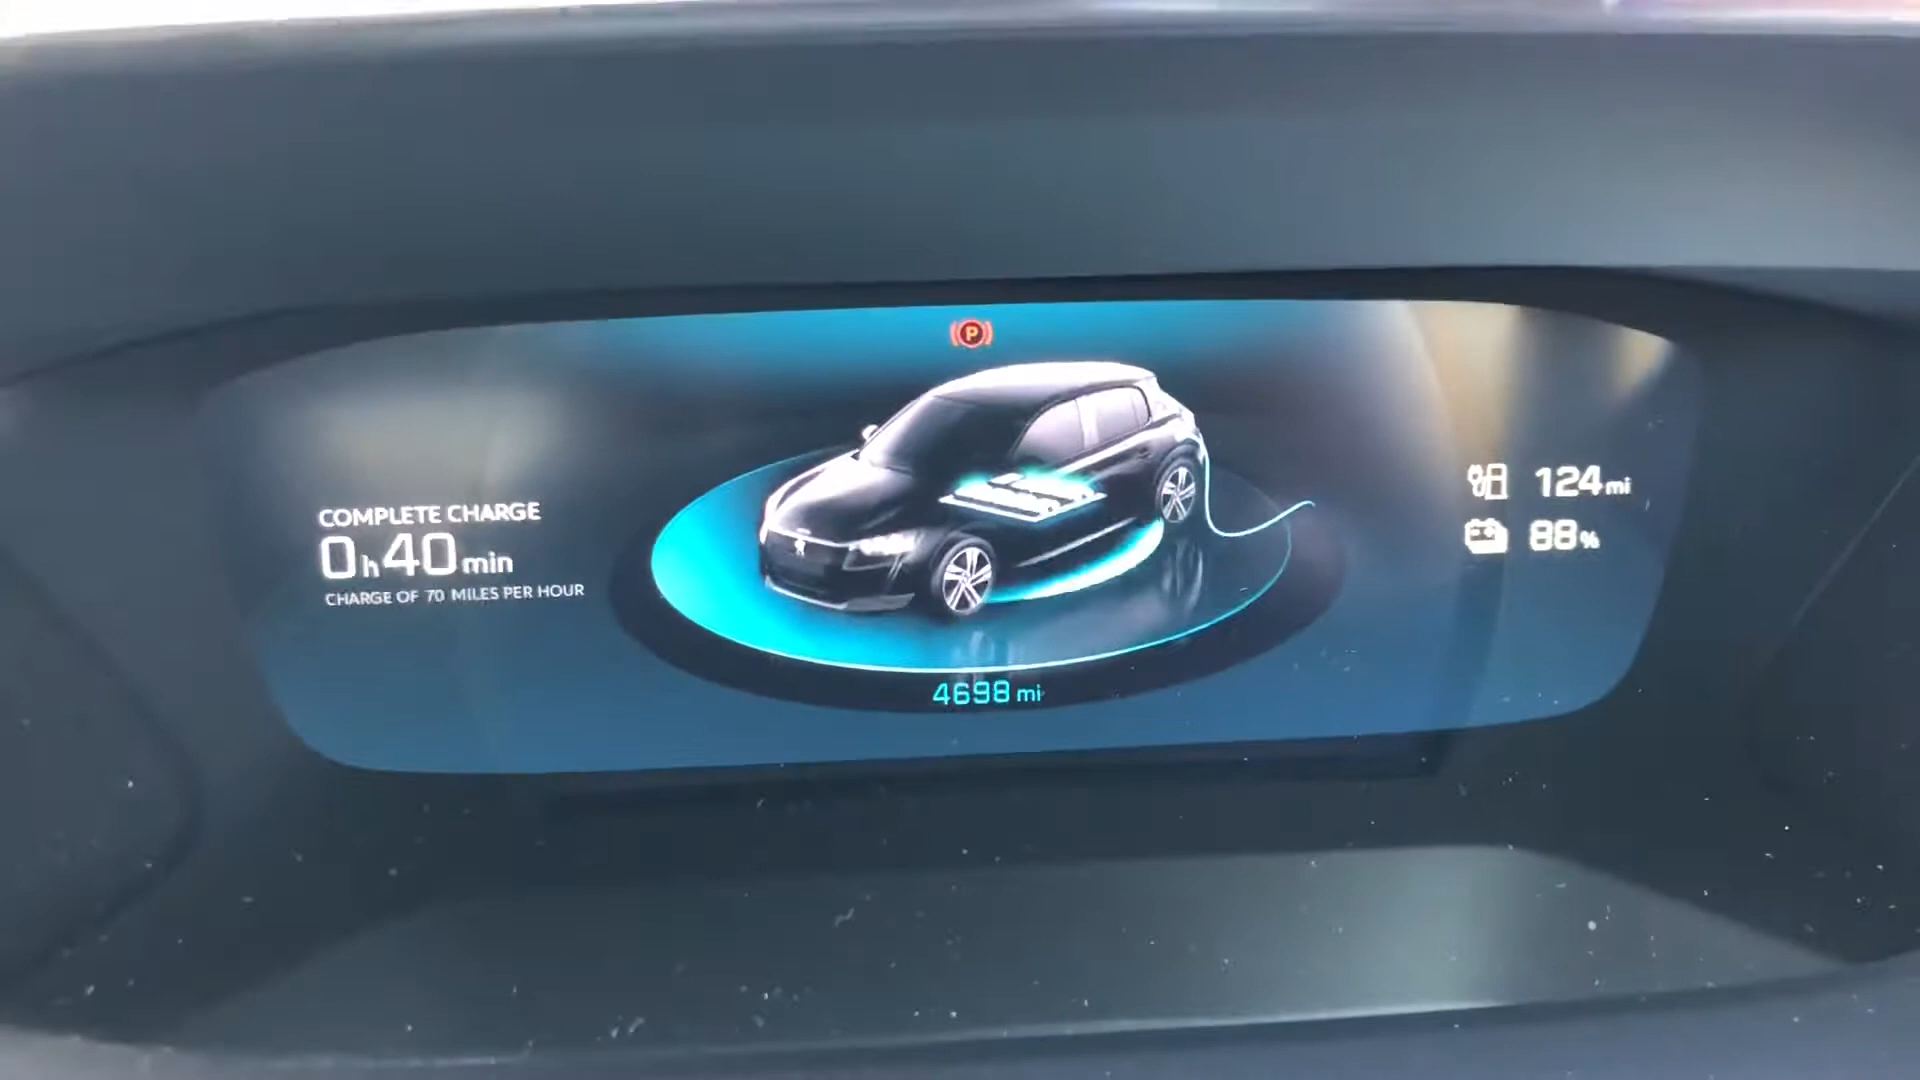 P
COMPLETE CHARGE
0h40min
CHARGE OF 70 MILES PER HOUR
124mi
88%
4698 mi